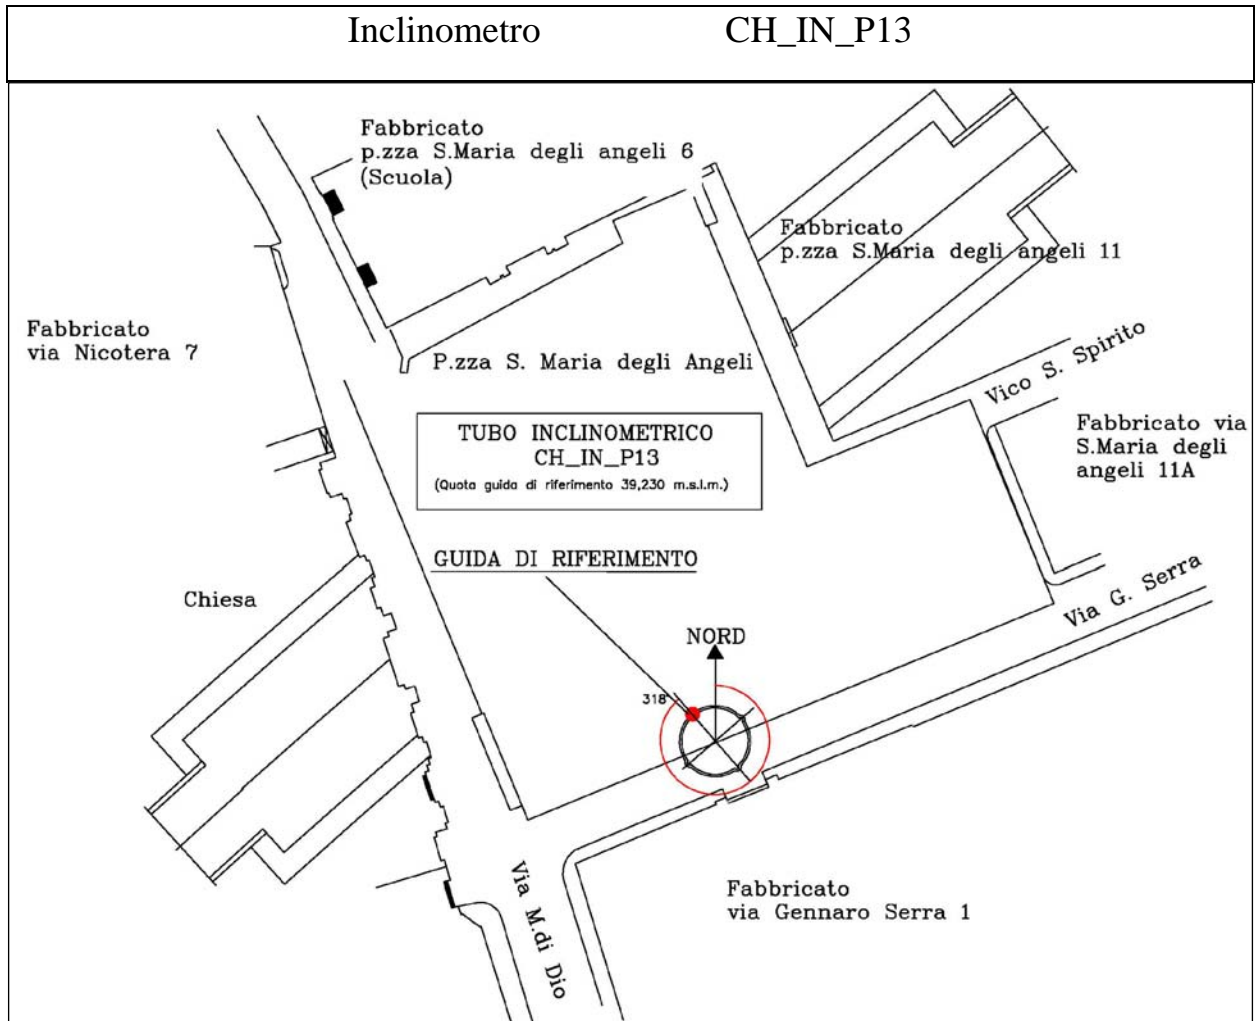 Inclinometro CH_IN_P13
Fabbricato
p.zza S.Maria degli angeli 6
(Scuola)
Fabbricato
p.zza S.Maria degli angeli 11
Fabbricato
via Nicotera 7
P.zza S. Maria degli Angeli
Vico S. Spirito
TUBO INCLINOMETRICO
CH_IN_P13
(Quota guida di riferimento 39,230 m.s.l.m.)
Fabbricato via
S.Maria degli
angeli 11A
GUIDA DI RIFERIMENTO
Chiesa
Via G. Serra
NORD
318°
Via M.di Dio
Fabbricato
via Gennaro Serra 1